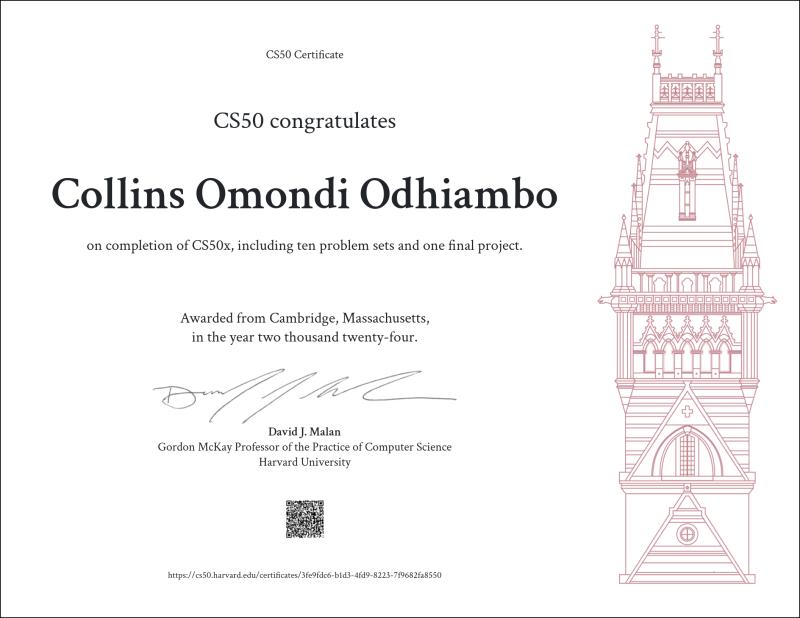 CS50 Certificate
CS50 congratulates
Collins Omondi Odhiambo
on completion of CS50x, including ten problem sets and one final project.
Awarded from Cambridge, Massachusetts,
in the year two thousand twenty-four.
David J. Malan
Gordon McKay Professor of the Practice of Computer Science
Harvard University
https://cs50.harvard.edu/certificates/3fe9fdc6-b1d3-4fd9-8223-7f9682fa8550